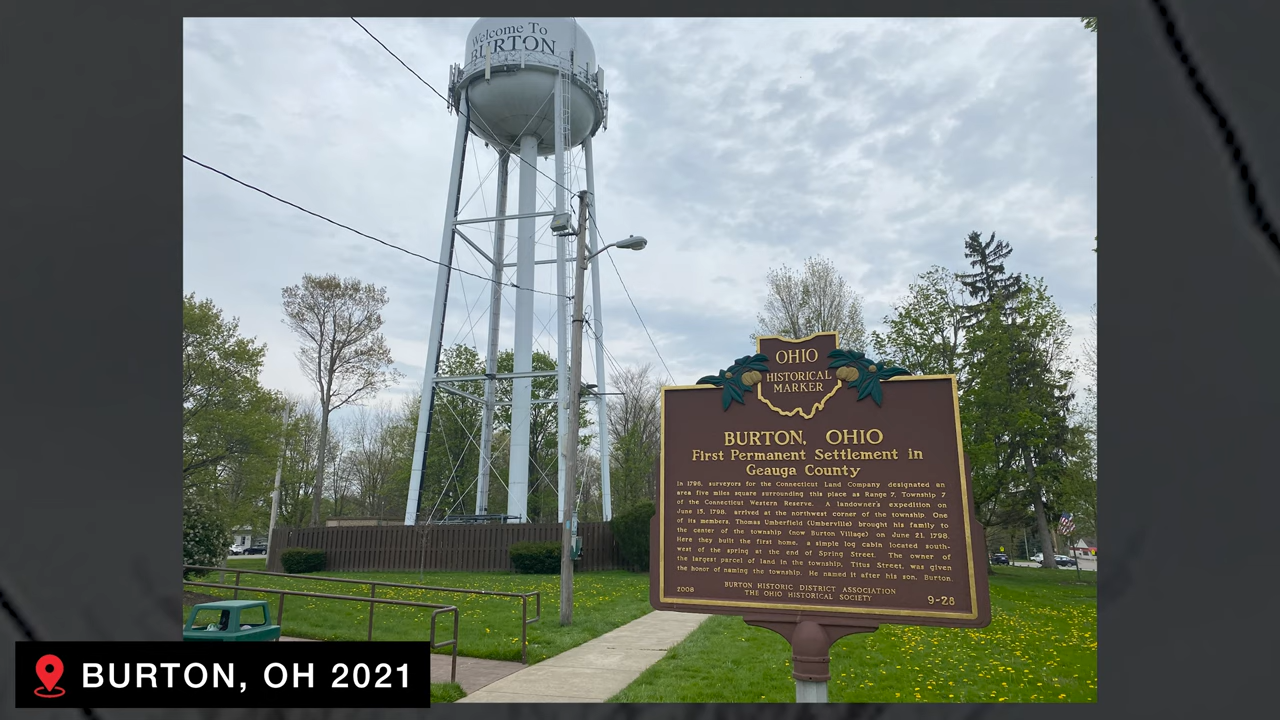 Welcome To
BURTON
OHIO
HISTORICAL
MARKER
BURTON, OHIO
First Permanent Settlement in
Geauga County
In 1796, surveyors for the Connecticut Land Company designated an
area five miles square surrounding this place as Range 7, Township 7
of the Connecticut Western Reserve. A landowner's expedition on
June 15, 1798, arrived at the northwest corner of the township. One
of its members, Thomas Umberfield (Umberville) brought his family to
the center of the township (now Burton Village) on June 21, 1798.
Here they built the first home, a simple log cabin located south-
west of the spring at the end of Spring Street. The owner of
the largest parcel of land in the township, Titus Street, was given
the honor of naming the township. He named it after his son, Burton.
BURTON HISTORIC DISTRICT ASSOCIATION
THE OHIO HISTORICAL SOCIETY
2008
9-28
BURTON, OH 2021